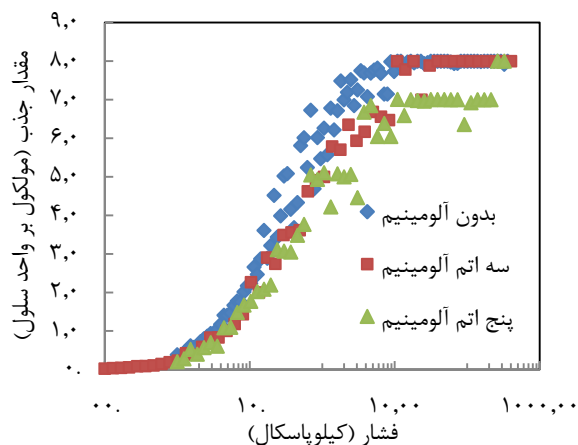 مقدار جذب (مولکول بر واحد سلول)
۹,۰
۸,۰
۷,۰
۶,۰
۵,۰
۴,۰
۳,۰
۲,۰
۱,۰
۰,۰
بدون آلومینیم
سه اتم آلومینیم
پنج اتم آلومینیم
۰۰.
۱۰.
۱۰,۰۰
۱۰۰۰,۰۰
فشار (کیلوپاسکال)